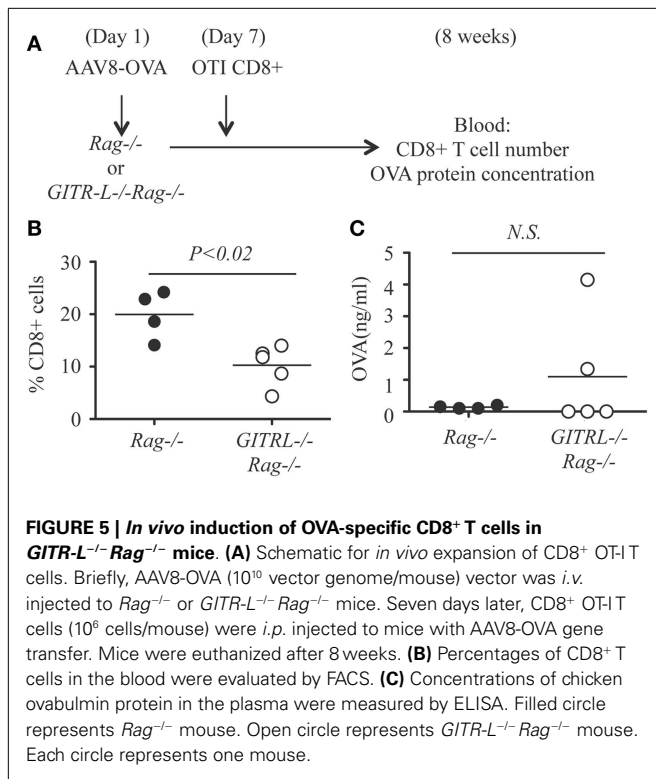 A
(Day 1) (Day 7) (8 weeks)
AAV8-OVA OTI CD8+
Rag-/-
or
GITR-L-/-Rag-/-
Blood:
CD8+ T cell number
OVA protein concentration
B
P<0.02
% CD8+ cells
30
20
10
0
Rag-/-
GITRL-/-
Rag-/-
C
N.S.
OVA(ng/ml)
5
4
3
2
1
0
Rag-/-
GITRL-/-
Rag-/-
FIGURE 5 | In vivo induction of OVA-specific CD8⁺ T cells in
GITR-L⁻/⁻Rag⁻/⁻ mice. (A) Schematic for in vivo expansion of CD8⁺ OT-I T
cells. Briefly, AAV8-OVA (10¹⁰ vector genome/mouse) vector was i.v.
injected to Rag⁻/⁻ or GITR-L⁻/⁻Rag⁻/⁻ mice. Seven days later, CD8⁺ OT-I T
cells (10⁶ cells/mouse) were i.p. injected to mice with AAV8-OVA gene
transfer. Mice were euthanized after 8 weeks. (B) Percentages of CD8⁺ T
cells in the blood were evaluated by FACS. (C) Concentrations of chicken
ovabulmin protein in the plasma were measured by ELISA. Filled circle
represents Rag⁻/⁻ mouse. Open circle represents GITR-L⁻/⁻Rag⁻/⁻ mouse.
Each circle represents one mouse.